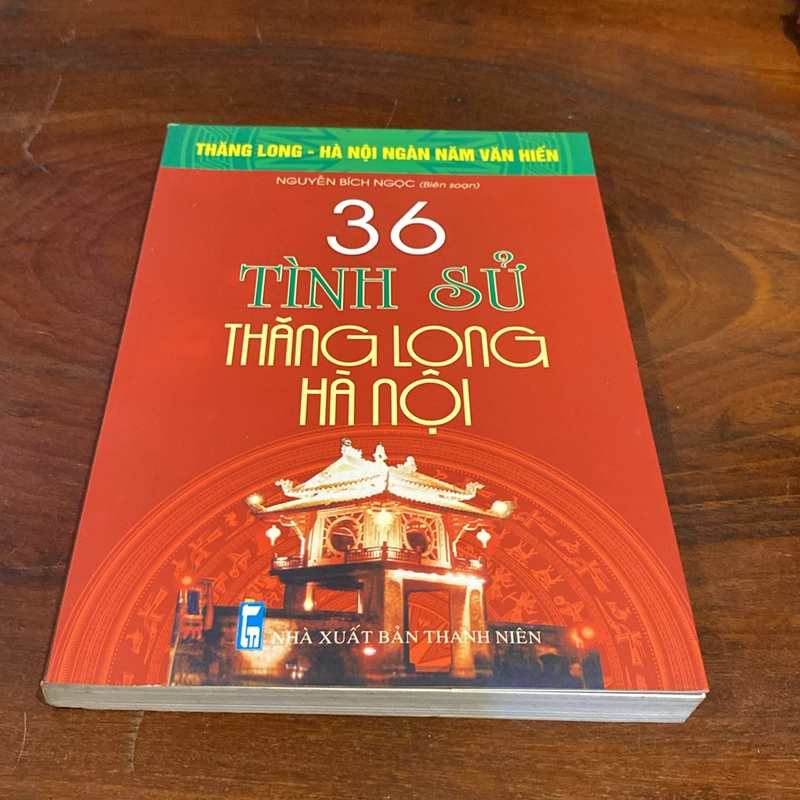 THĂNG LONG - HÀ NỘI NGÀN NĂM VĂN HIẾN
NGUYỄN BÍCH NGỌC (Biên soạn)
36
TÌNH SỬ
THĂNG LONG
HÀ NỘI
NHÀ XUẤT BẢN THANH NIÊN